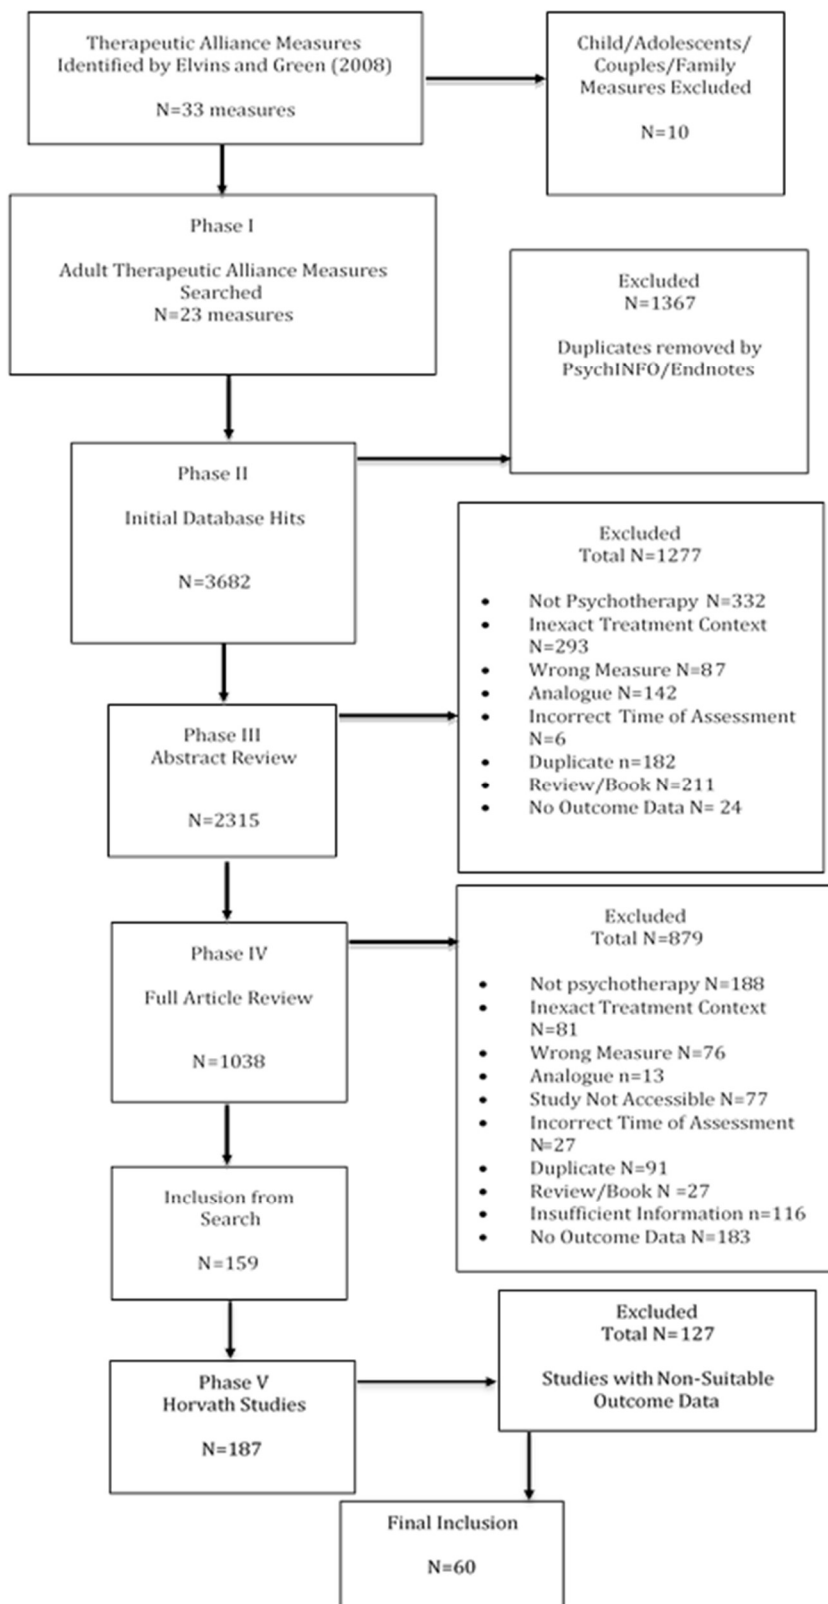 Therapeutic Alliance Measures
Identified by Elvins and Green (2008)
N=33 measures
Child/Adolescents/
Couples/Family
Measures Excluded
N=10
Phase I
Adult Therapeutic Alliance Measures
Searched
N=23 measures
Excluded
N=1367
Duplicates removed by
PsychINFO/Endnotes
Phase II
Initial Database Hits
N=3682
Excluded
Total N=1277
• Not Psychotherapy N=332
• Inexact Treatment Context
N=293
• Wrong Measure N=87
• Analogue N=142
• Incorrect Time of Assessment
N=6
• Duplicate n=182
• Review/Book N=211
• No Outcome Data N= 24
Phase III
Abstract Review
N=2315
Excluded
Total N=879
• Not psychotherapy N=188
• Inexact Treatment Context
N=81
• Wrong Measure N=76
• Analogue n=13
• Study Not Accessible N=77
• Incorrect Time of Assessment
N=27
• Duplicate N=91
• Review/Book N =27
• Insufficient Information n=116
• No Outcome Data N=183
Phase IV
Full Article Review
N=1038
Inclusion from
Search
N=159
Excluded
Total N=127
Studies with Non-Suitable
Outcome Data
Phase V
Horvath Studies
N=187
Final Inclusion
N=60